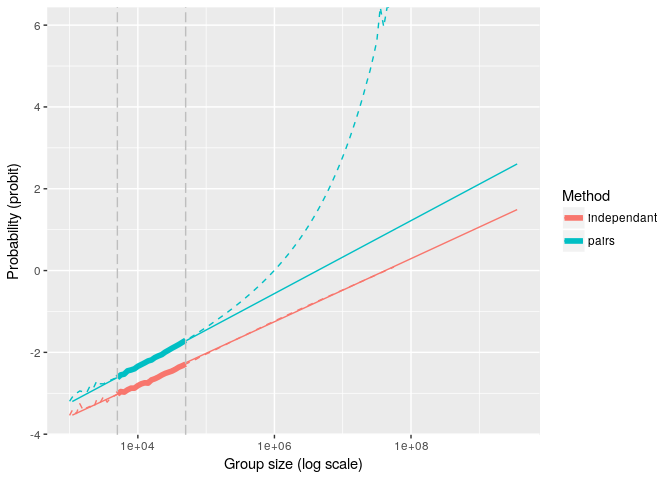 6
4
2
0
-2
-4
Probability (probit)
1e+04
1e+06
1e+08
Group size (log scale)
Method
independant
pairs